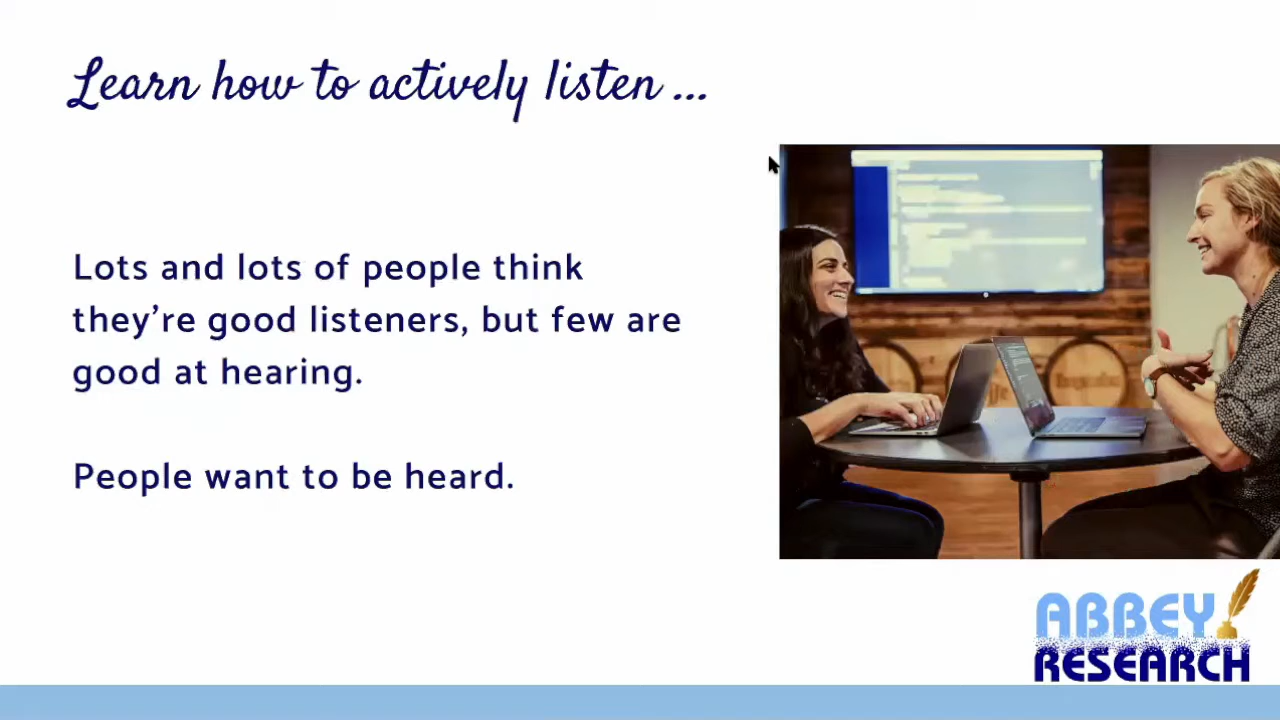 Learn how to actively listen ...
Lots and lots of people think
they're good listeners, but few are
good at hearing.
People want to be heard.
ABBEY
RESEARCH